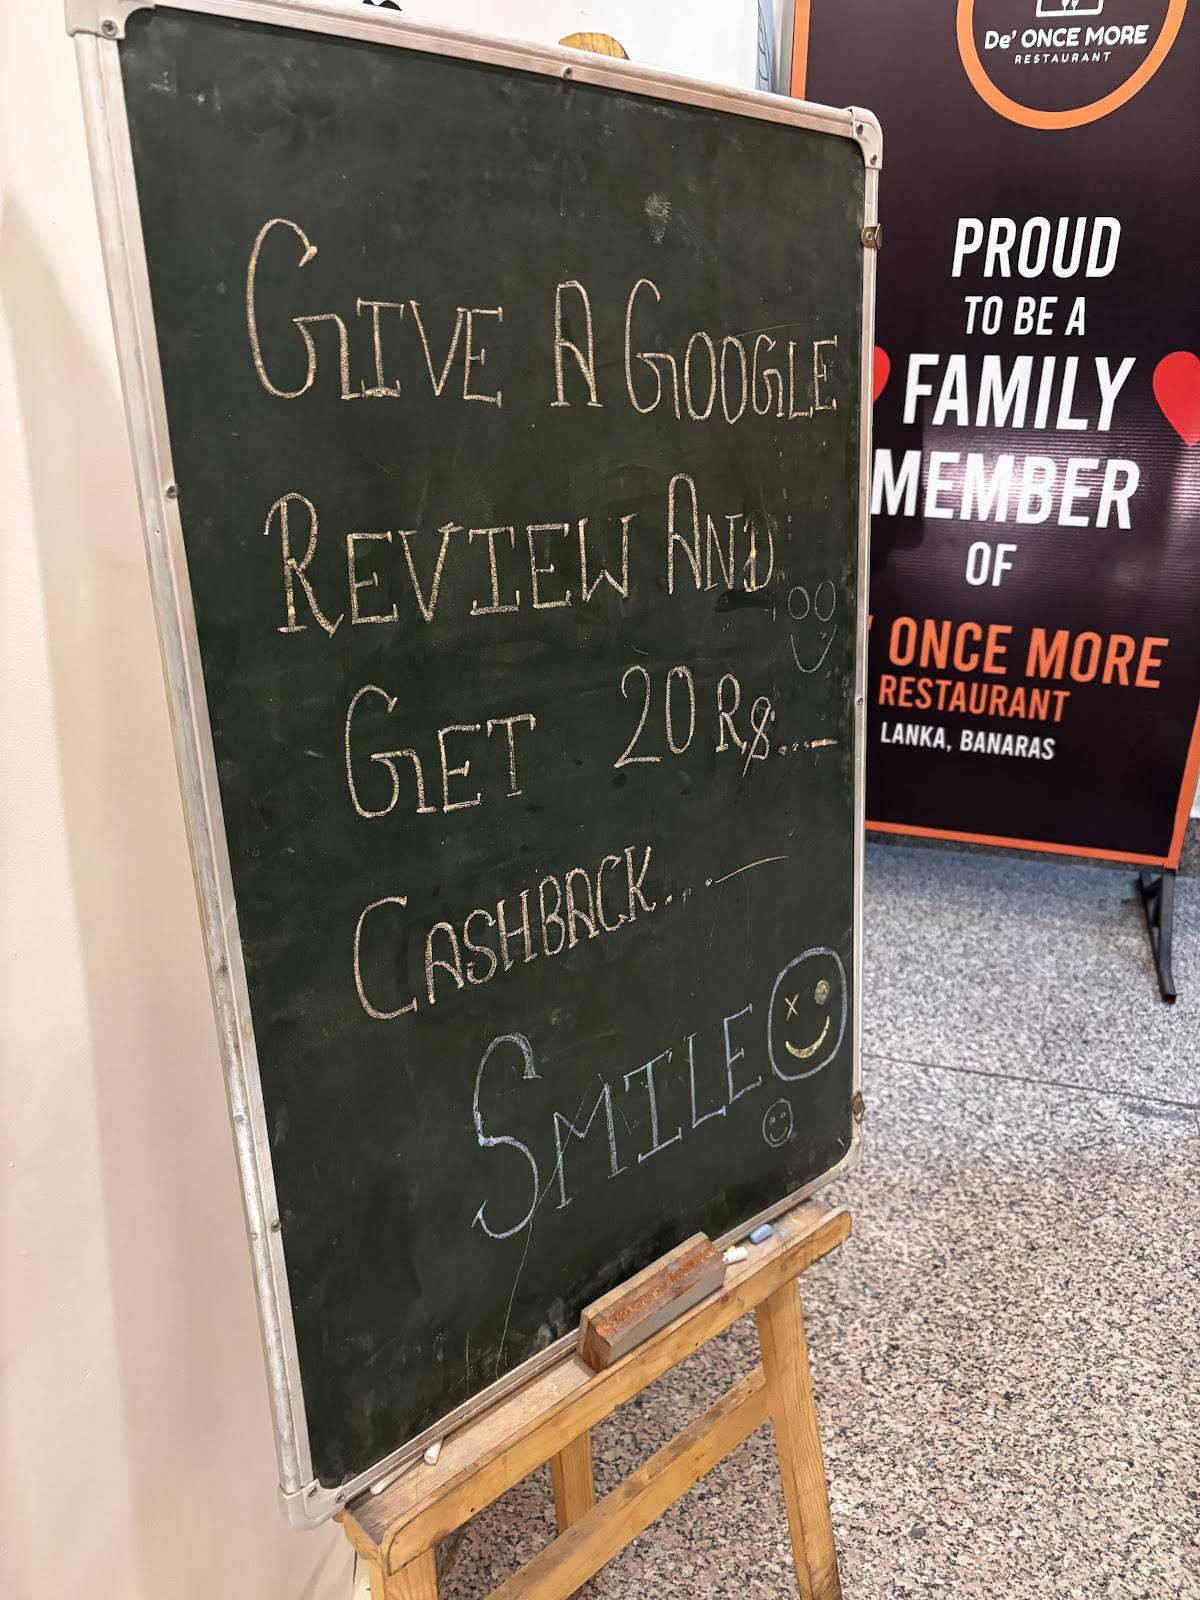 GIVE A GOOGLE
REVIEW AND
GET 20 Rs....
CASHBACK....
SMILE
De' ONCE MORE
RESTAURANT
PROUD
TO BE A
FAMILY
MEMBER
OF
' ONCE MORE
RESTAURANT
LANKA, BANARAS